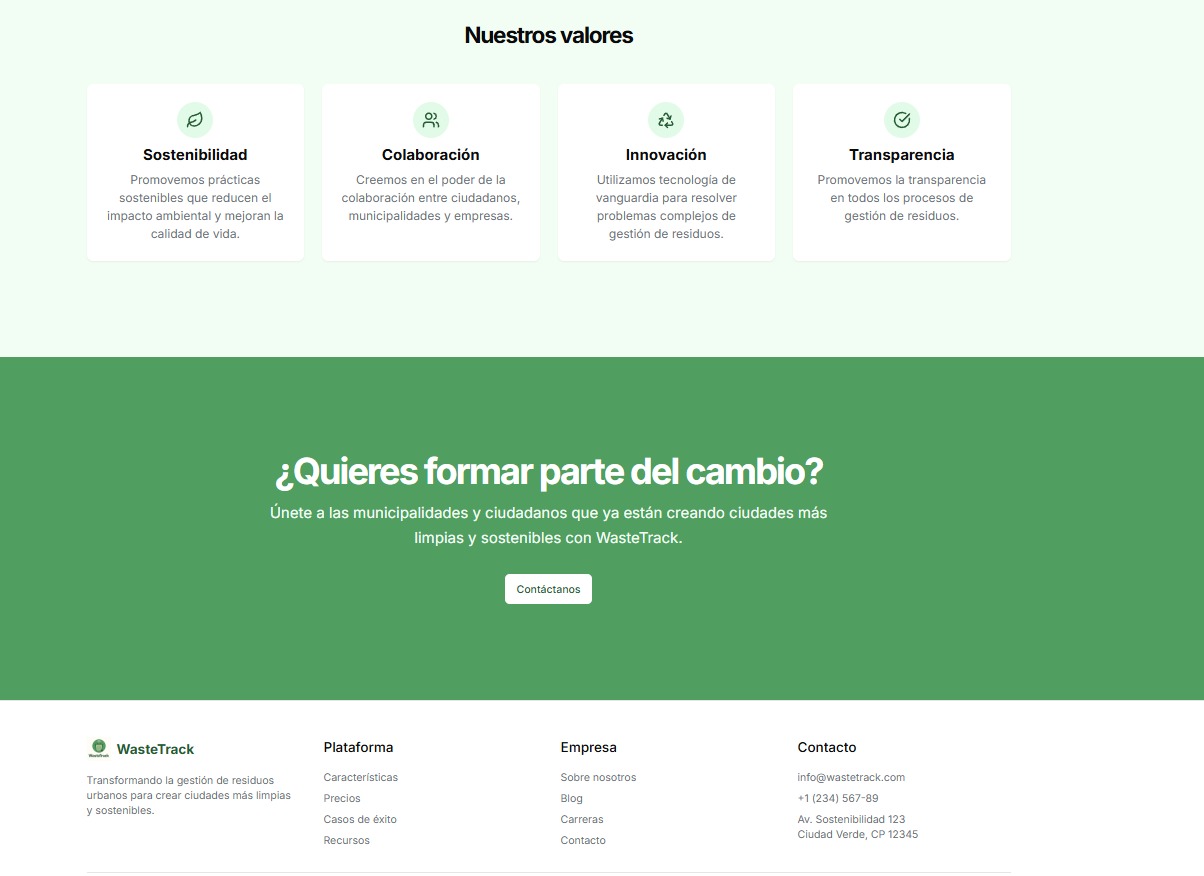 Nuestros valores
Sostenibilidad
Promovemos prácticas
sostenibles que reducen el
impacto ambiental y mejoran la
calidad de vida.
Colaboración
Creemos en el poder de la
colaboración entre ciudadanos,
municipalidades y empresas.
Innovación
Utilizamos tecnología de
vanguardia para resolver
problemas complejos de
gestión de residuos.
Transparencia
Promovemos la transparencia
en todos los procesos de
gestión de residuos.
¿Quieres formar parte del cambio?
Únete a las municipalidades y ciudadanos que ya están creando ciudades más
limpias y sostenibles con WasteTrack.
Contáctanos
WasteTrack
Transformando la gestión de residuos
urbanos para crear ciudades más limpias
y sostenibles.
Plataforma
Características
Precios
Casos de éxito
Recursos
Empresa
Sobre nosotros
Blog
Carreras
Contacto
Contacto
info@wastetrack.com
+1 (234) 567-89
Av. Sostenibilidad 123
Ciudad Verde, CP 12345